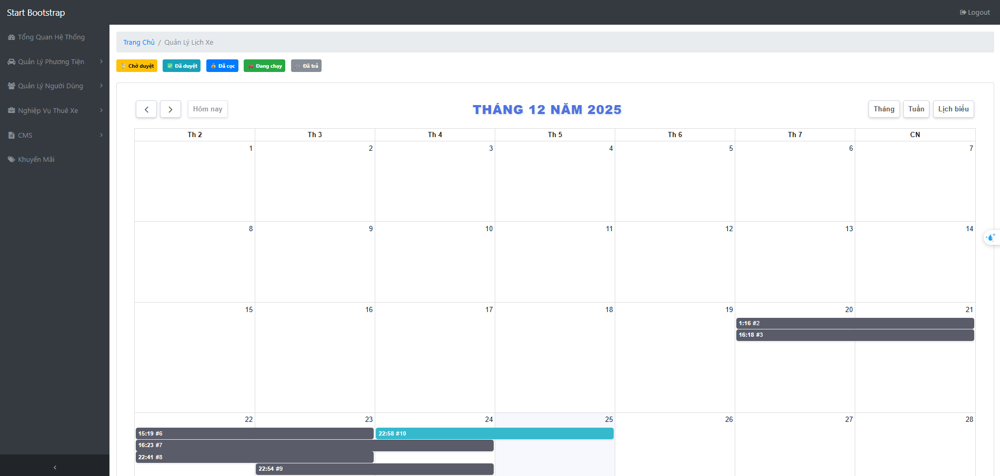 Start Bootstrap
Logout
Tổng Quan Hệ Thống
Quản Lý Phương Tiện
Quản Lý Người Dùng
Nghiệp Vụ Thuê Xe
CMS
Khuyến Mãi
Trang Chủ / Quản Lý Lịch Xe
Chờ duyệt Đã duyệt Đã cọc Đang chạy Đã trả
Hôm nay
THÁNG 12 NĂM 2025
Tháng Tuần Lịch biểu
Th 2 Th 3 Th 4 Th 5 Th 6 Th 7 CN
1 2 3 4 5 6 7
8 9 10 11 12 13 14
15 16 17 18 19 20 21
1:16 #2
16:18 #3
22 23 24 25 26 27 28
15:19 #6 22:58 #10
16:23 #7
22:41 #8
22:54 #9